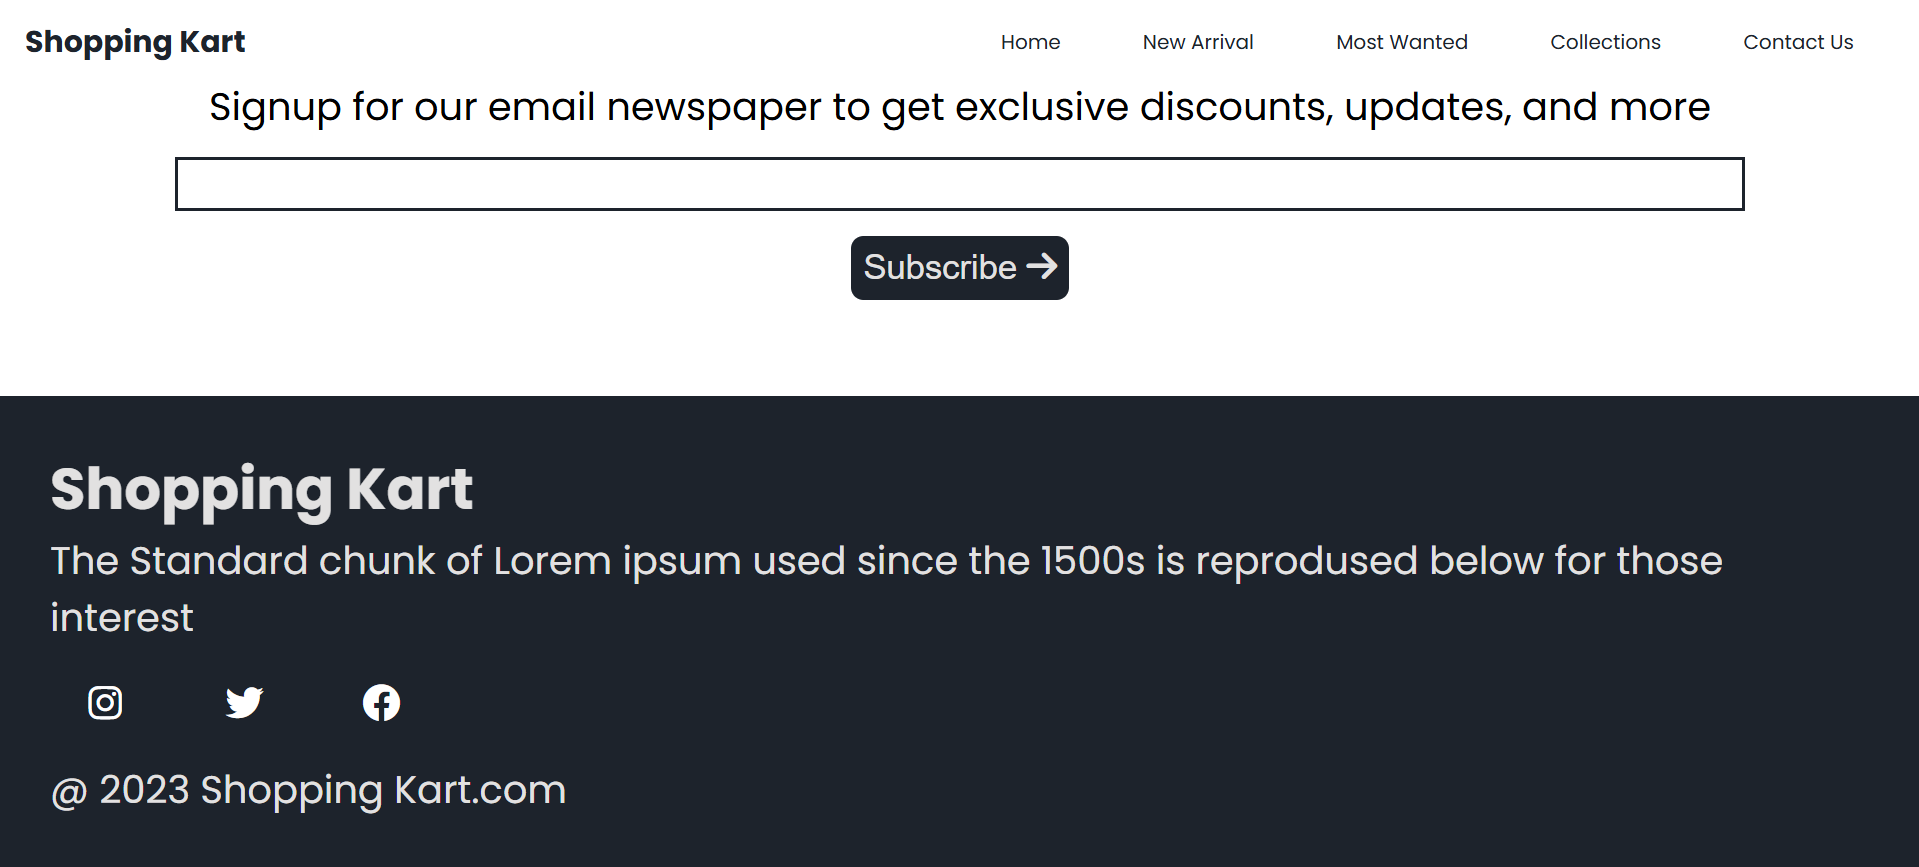 Shopping Kart
Home New Arrival Most Wanted Collections Contact Us
Signup for our email newspaper to get exclusive discounts, updates, and more
Subscribe →
Shopping Kart
The Standard chunk of Lorem ipsum used since the 1500s is reprodused below for those
interest
@ 2023 Shopping Kart.com